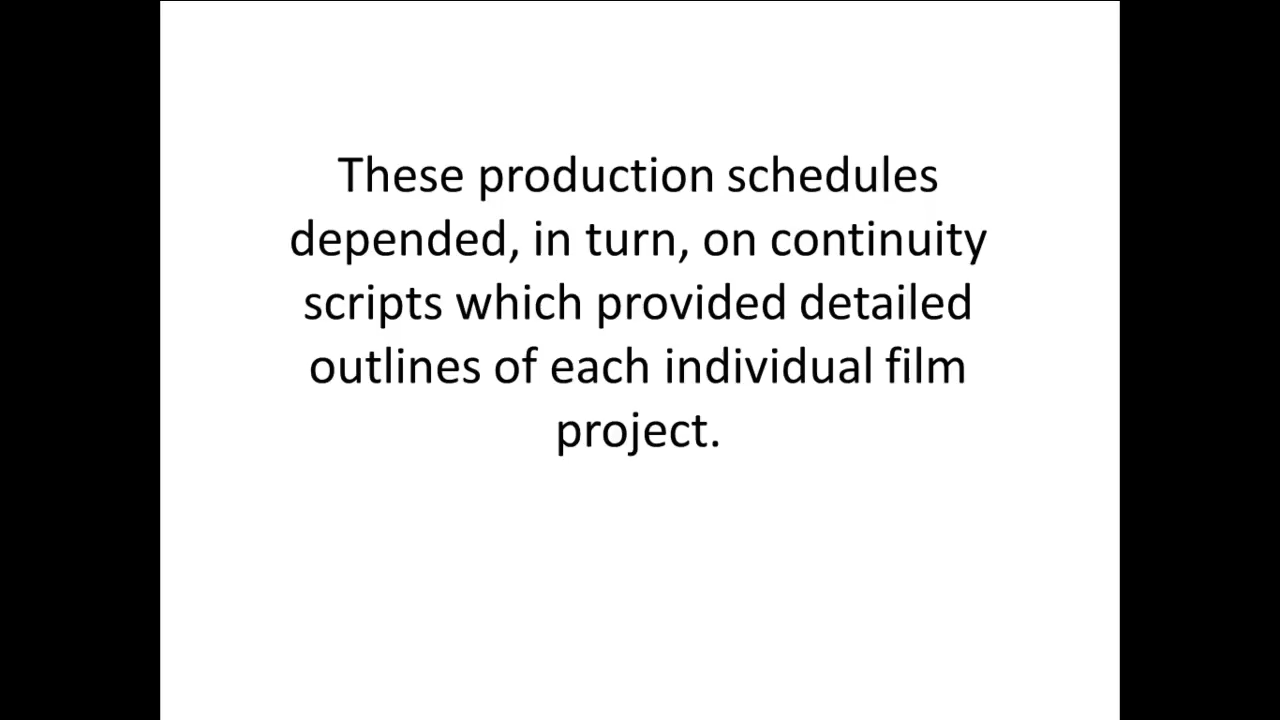 These production schedules
depended, in turn, on continuity
scripts which provided detailed
outlines of each individual film
project.